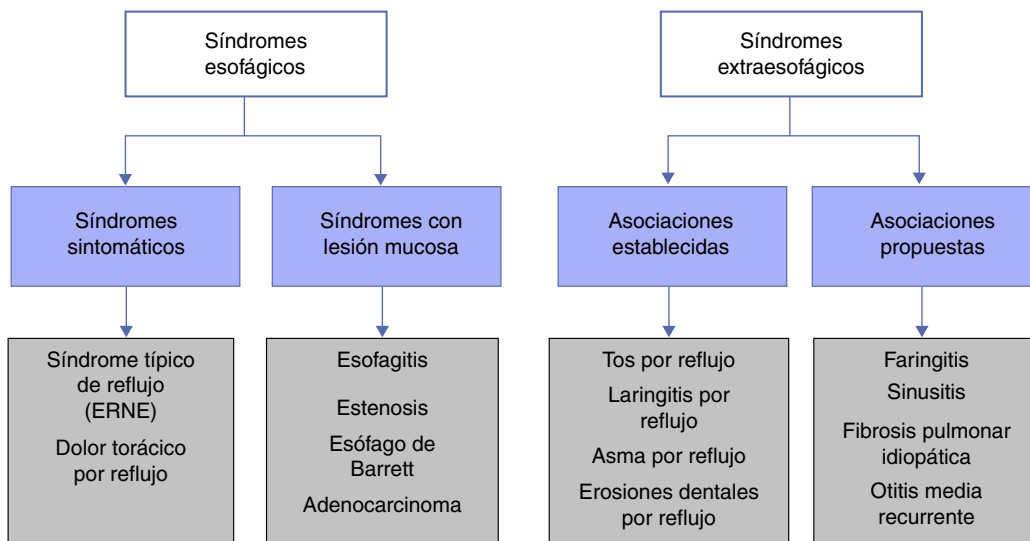 Síndromes
esofágicos
Síndromes
extraesofágicos
Síndromes
sintomáticos
Síndromes con
lesión mucosa
Asociaciones
establecidas
Asociaciones
propuestas
Síndrome típico
de reflujo
(ERNE)
Dolor torácico
por reflujo
Esofagitis
Estenosis
Esófago de
Barrett
Adenocarcinoma
Tos por reflujo
Laringitis por
reflujo
Asma por reflujo
Erosiones dentales
por reflujo
Faringitis
Sinusitis
Fibrosis pulmonar
idiopática
Otitis media
recurrente